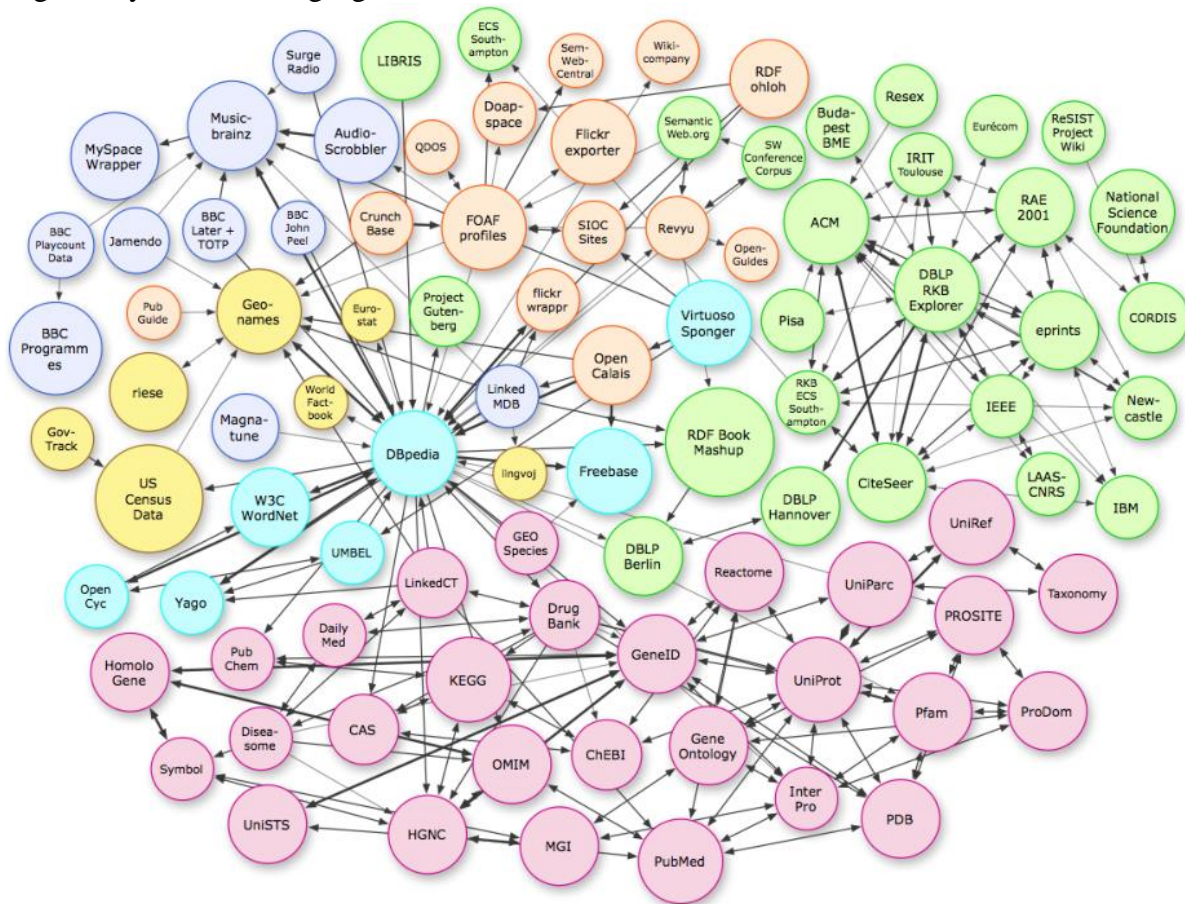 ECS
South-
ampton
Surge
Radio
LIBRIS
Sem-
Web-
Central
Wiki-
company
RDF
ohloh
Music-
brainz
Doap-
space
Resex
MySpace
Wrapper
Audio-
Scrobbler
QDOS
Flickr
exporter
Semantic
Web.org
Buda-
pest
BME
Eurécom
ReSIST
Project
Wiki
SW
Conference
Corpus
IRIT
Toulouse
RAE
2001
National
Science
Foundation
BBC
Playcount
Data
Jamendo
BBC
Later +
TOTP
BBC
John
Peel
Crunch
Base
FOAF
profiles
SIOC
Sites
Revyu
Open-
Guides
ACM
DBLP
RKB
Explorer
Pub
Guide
Geo-
names
Euro-
stat
Project
Guten-
berg
flickr
wrappr
Virtuoso
Sponger
Pisa
eprints
CORDIS
BBC
Programm
es
riese
World
Fact-
book
Linked
MDB
Open
Calais
RKB
ECS
South-
ampton
IEEE
New-
castle
Gov-
Track
Magna-
tune
DBpedia
lingvoj
Freebase
RDF Book
Mashup
CiteSeer
LAAS-
CNRS
IBM
US
Census
Data
W3C
WordNet
DBLP
Hannover
UniRef
UMBEL
GEO
Species
DBLP
Berlin
Reactome
UniParc
Taxonomy
Open
Cyc
Yago
LinkedCT
Drug
Bank
PROSITE
Daily
Med
Homolo
Gene
Pub
Chem
KEGG
GeneID
UniProt
Pfam
ProDom
Disea-
some
CAS
ChEBI
Gene
Ontology
Symbol
OMIM
Inter
Pro
UniSTS
HGNC
MGI
PubMed
PDB